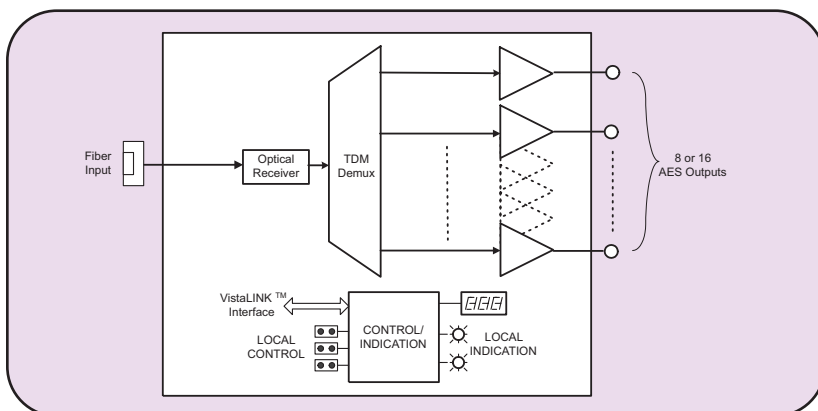 Fiber
Input
Optical
Receiver
TDM
Demux
8 or 16
AES Outputs
VistaLINK ™
Interface
LOCAL
CONTROL
CONTROL/
INDICATION
LOCAL
INDICATION